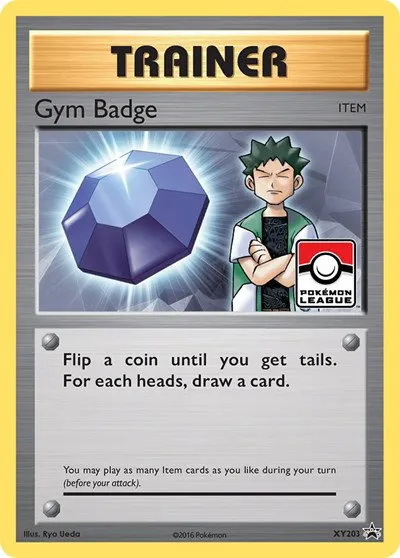 TRAINER
Gym Badge
ITEM
POKÉMON
LEAGUE
Flip a coin until you get tails.
For each heads, draw a card.
You may play as many Item cards as you like during your turn
(before your attack).
Illus. Ryo Ueda
©2016 Pokémon
XY203